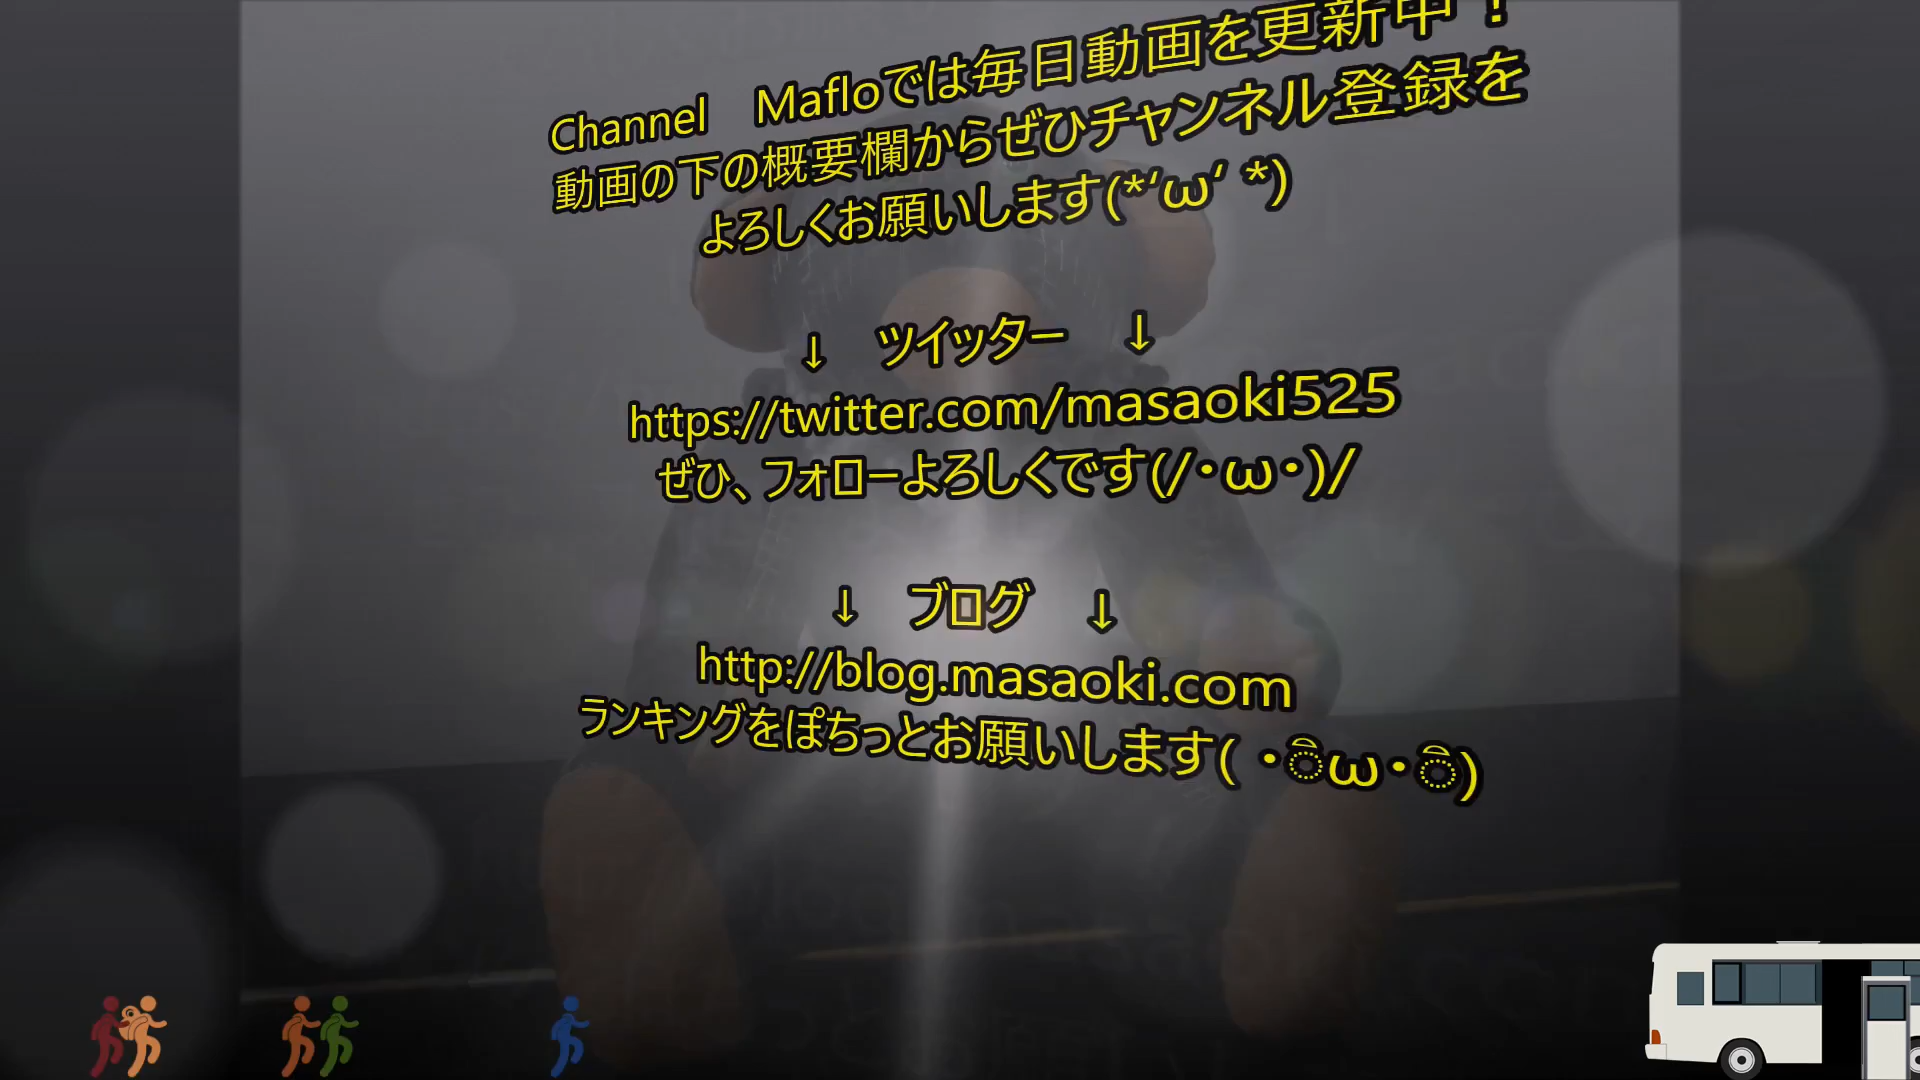 Channel　Mafloでは毎日動画を更新中！
動画の下の概要欄からぜひチャンネル登録を
よろしくお願いします(*‘ω‘ *)
↓　ツイッター　↓
https://twitter.com/masaoki525
ぜひ、フォローよろしくです(/・ω・)/
↓　ブログ　↓
http://blog.masaoki.com
ランキングをぽちっとお願いします( ・ิω・ิ)